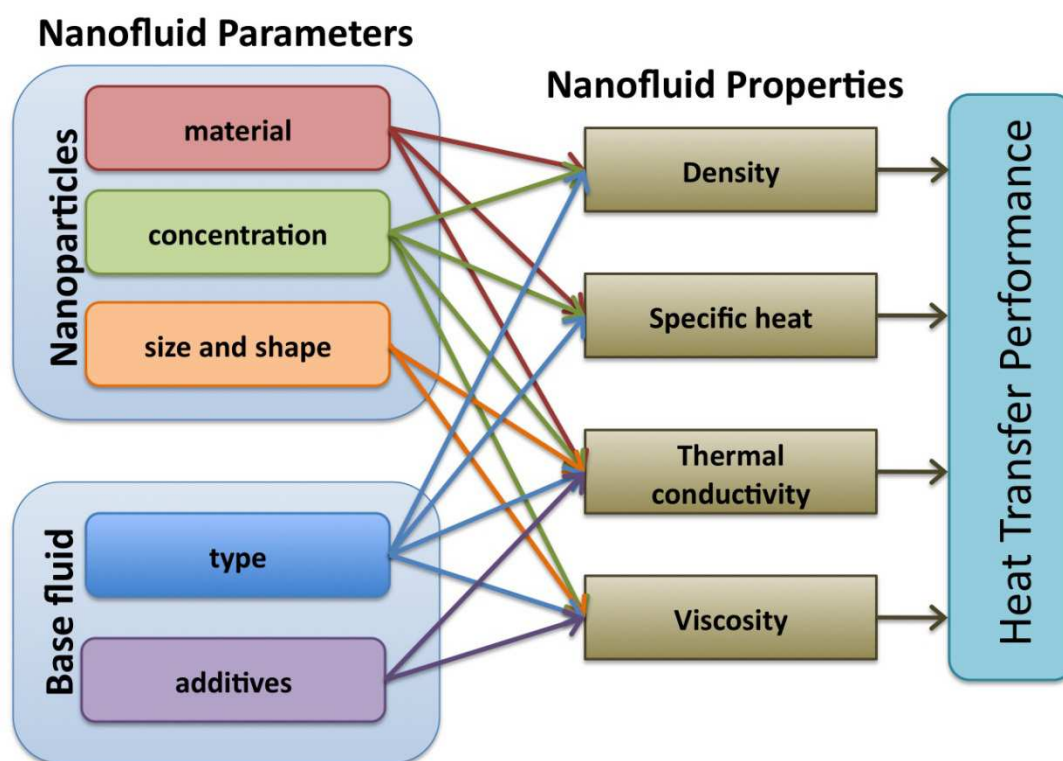 Nanofluid Parameters
Nanoparticles
material
concentration
size and shape
Base fluid
type
additives
Nanofluid Properties
Density
Specific heat
Thermal
conductivity
Viscosity
Heat Transfer Performance